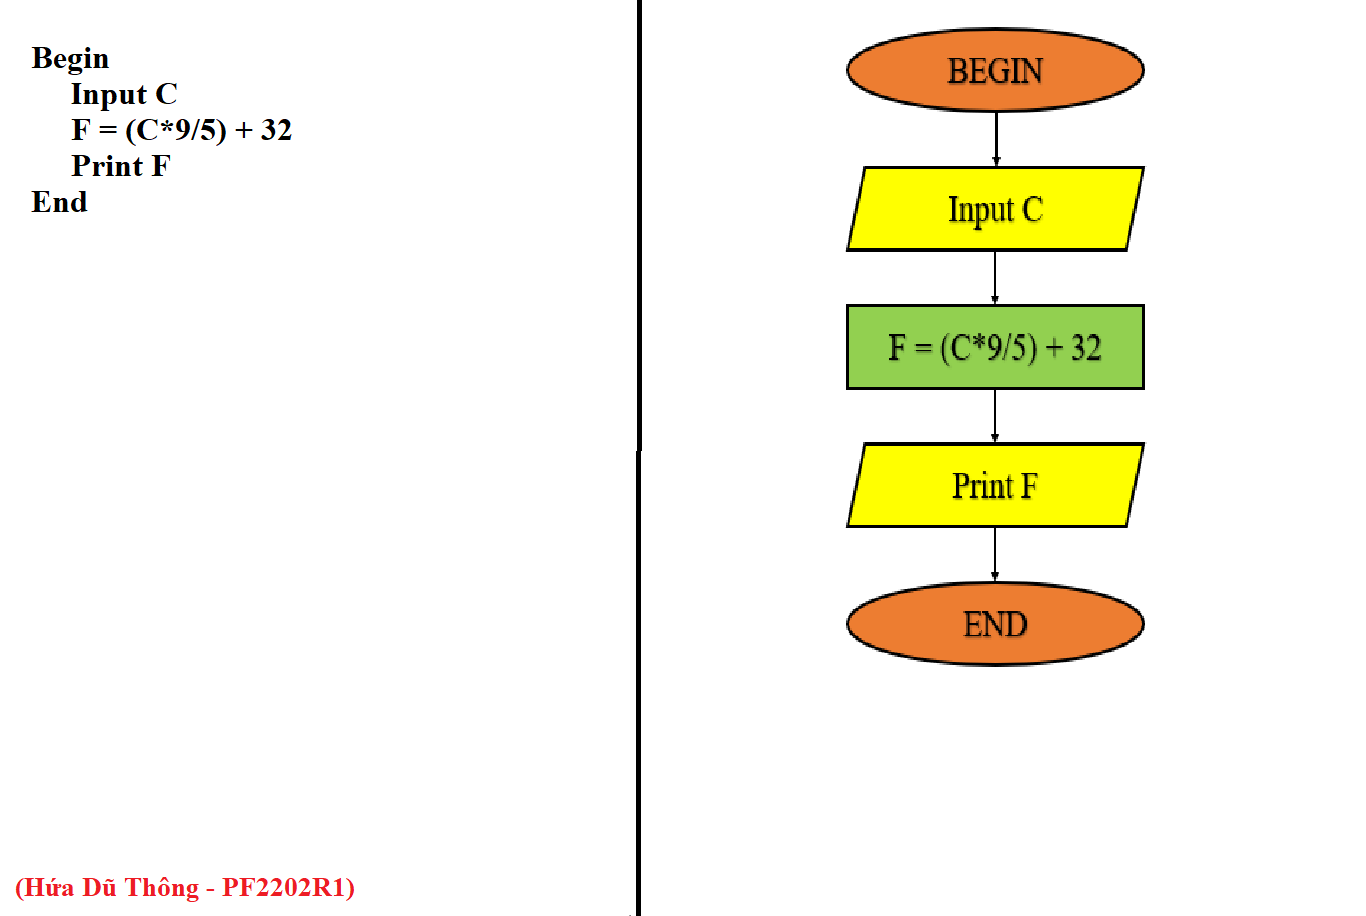 Begin
Input C
F = (C*9/5) + 32
Print F
End
(Hứa Dũ Thông - PF2202R1)
BEGIN
Input C
F = (C*9/5) + 32
Print F
END